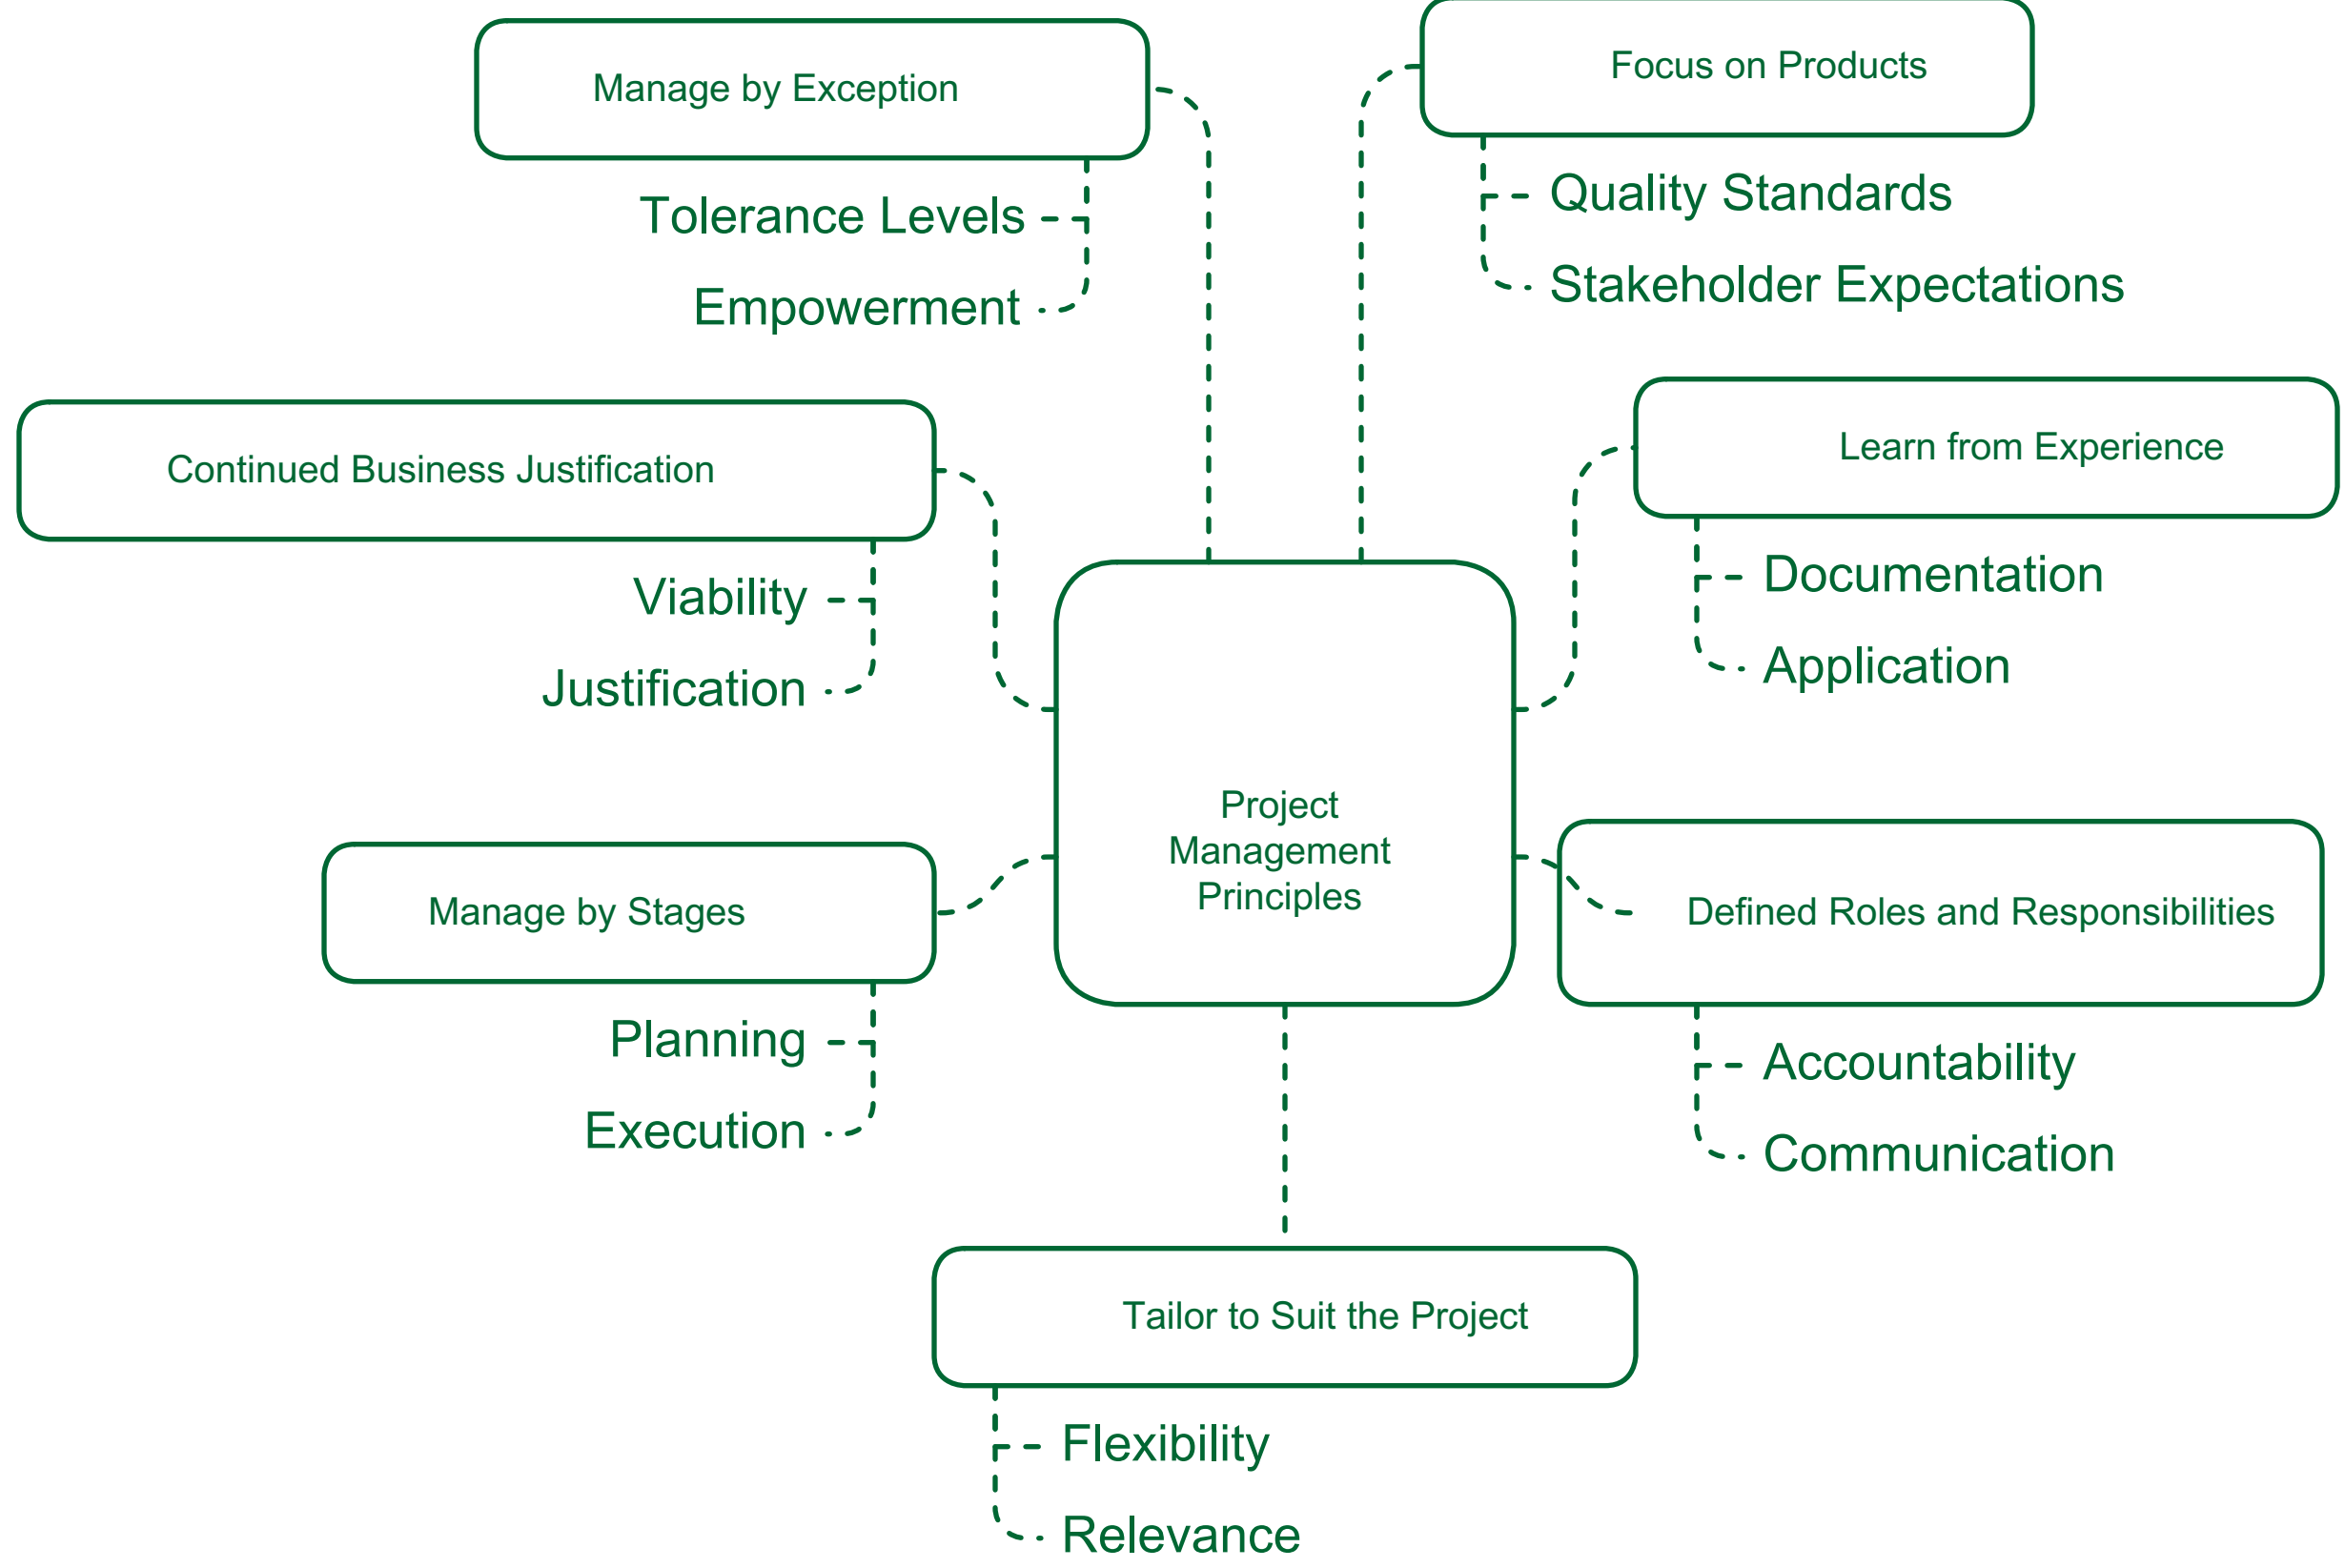 Manage by Exception
Tolerance Levels
Empowerment
Focus on Products
Quality Standards
Stakeholder Expectations
Continued Business Justification
Viability
Justification
Learn from Experience
Documentation
Application
Project
Management
Principles
Manage by Stages
Planning
Execution
Defined Roles and Responsibilities
Accountability
Communication
Tailor to Suit the Project
Flexibility
Relevance